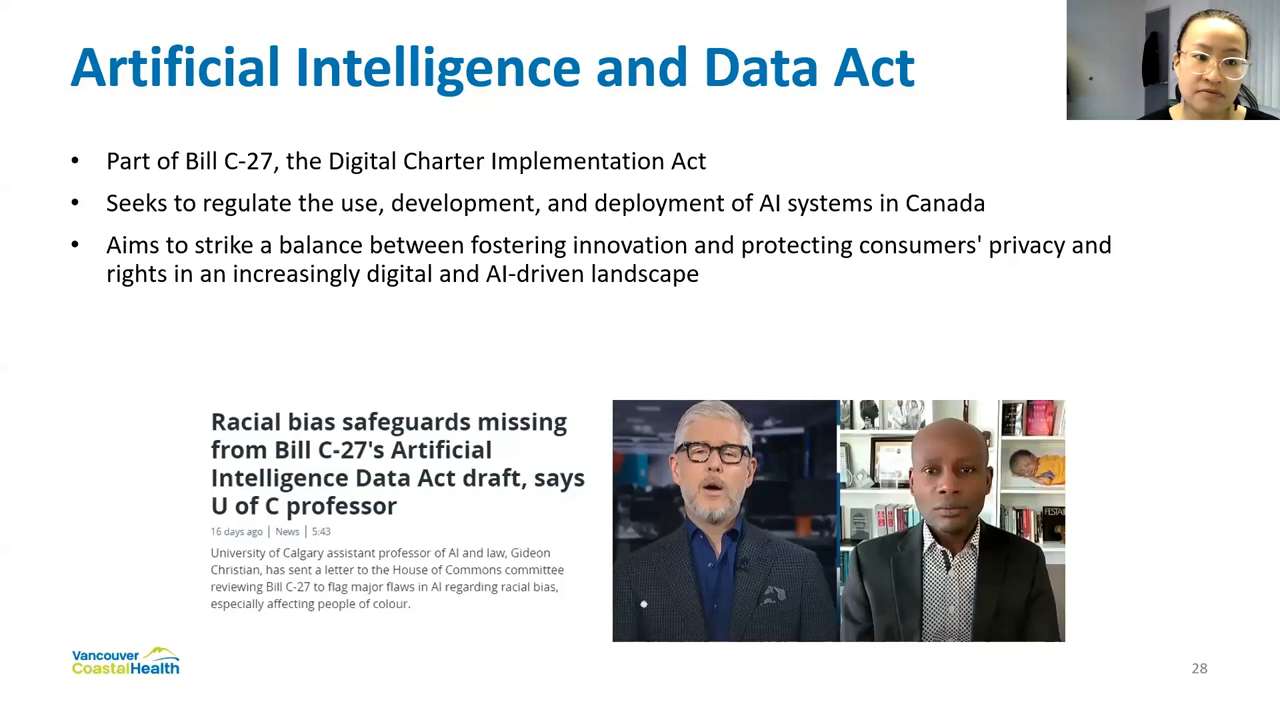 Artificial Intelligence and Data Act
• Part of Bill C-27, the Digital Charter Implementation Act
• Seeks to regulate the use, development, and deployment of AI systems in Canada
• Aims to strike a balance between fostering innovation and protecting consumers' privacy and
rights in an increasingly digital and AI-driven landscape
Racial bias safeguards missing
from Bill C-27's Artificial
Intelligence Data Act draft, says
U of C professor
16 days ago | News | 5:43
University of Calgary assistant professor of AI and law, Gideon
Christian, has sent a letter to the House of Commons committee
reviewing Bill C-27 to flag major flaws in AI regarding racial bias,
especially affecting people of colour.
Vancouver
CoastalHealth
28